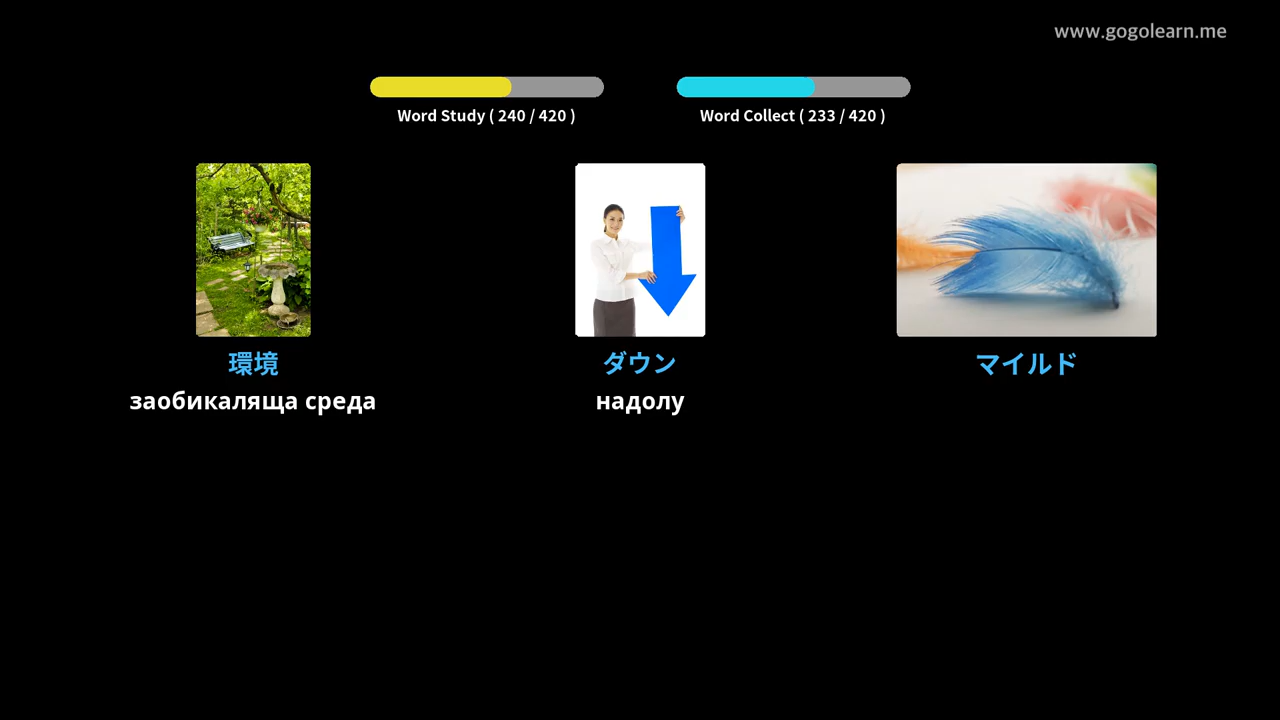 www.gogolearn.me
Word Study ( 240 / 420 )
Word Collect ( 233 / 420 )
環境
ダウン
マイルド
заобикаляща среда
надолу